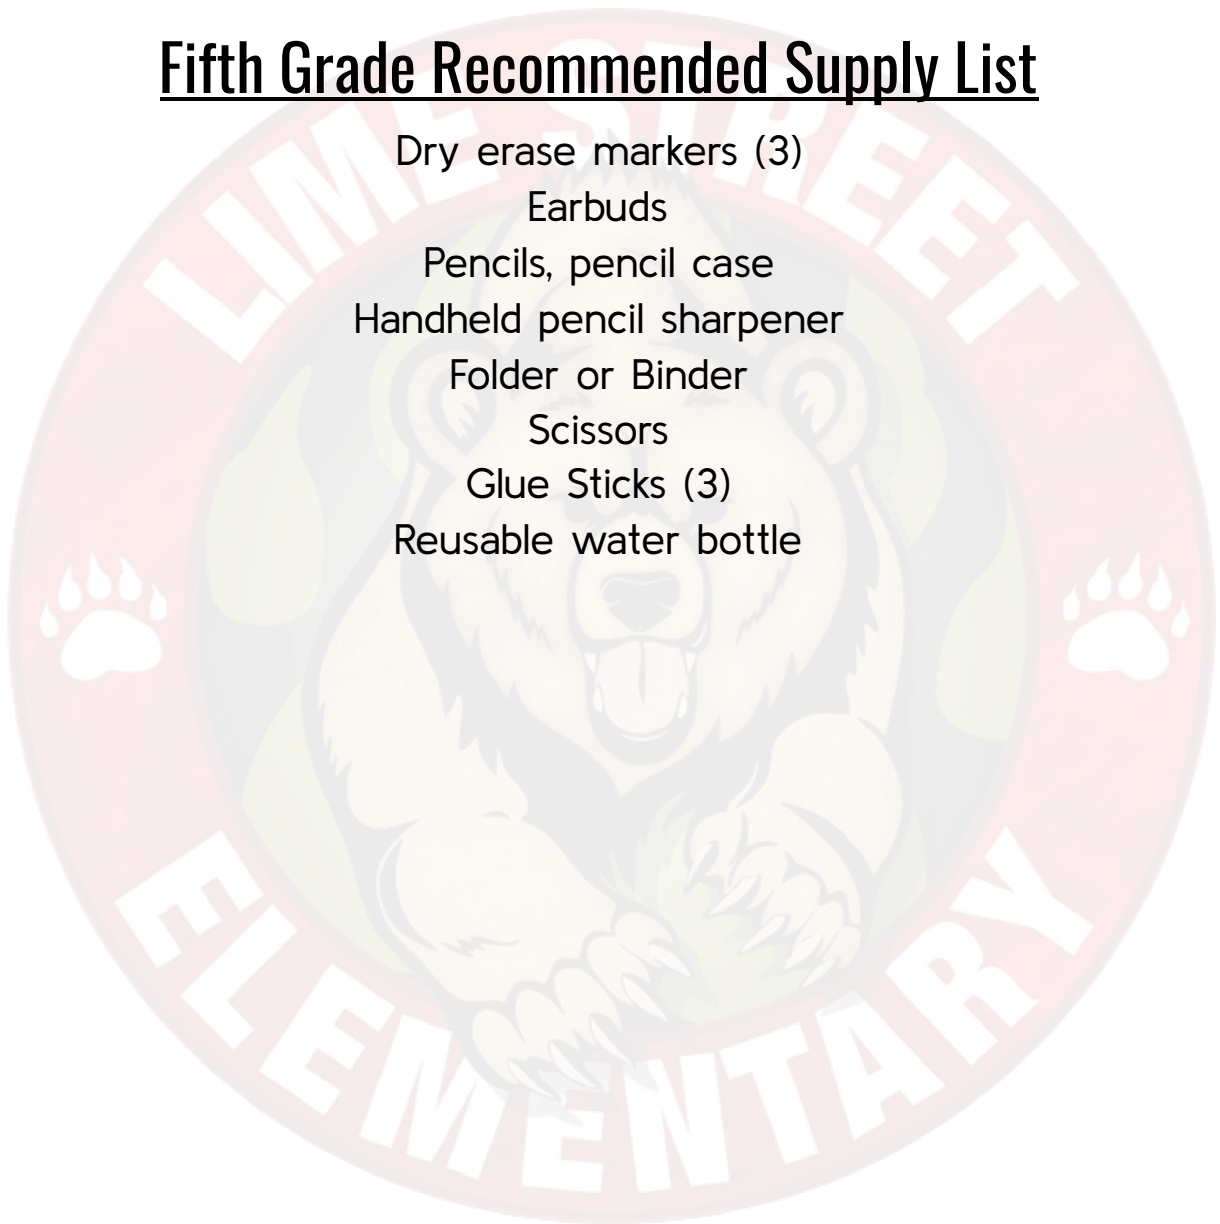 Fifth Grade Recommended Supply List
LIME STREET
Dry erase markers (3)
Earbuds
Pencils, pencil case
Handheld pencil sharpener
Folder or Binder
Scissors
Glue Sticks (3)
Reusable water bottle
ELEMENTARY